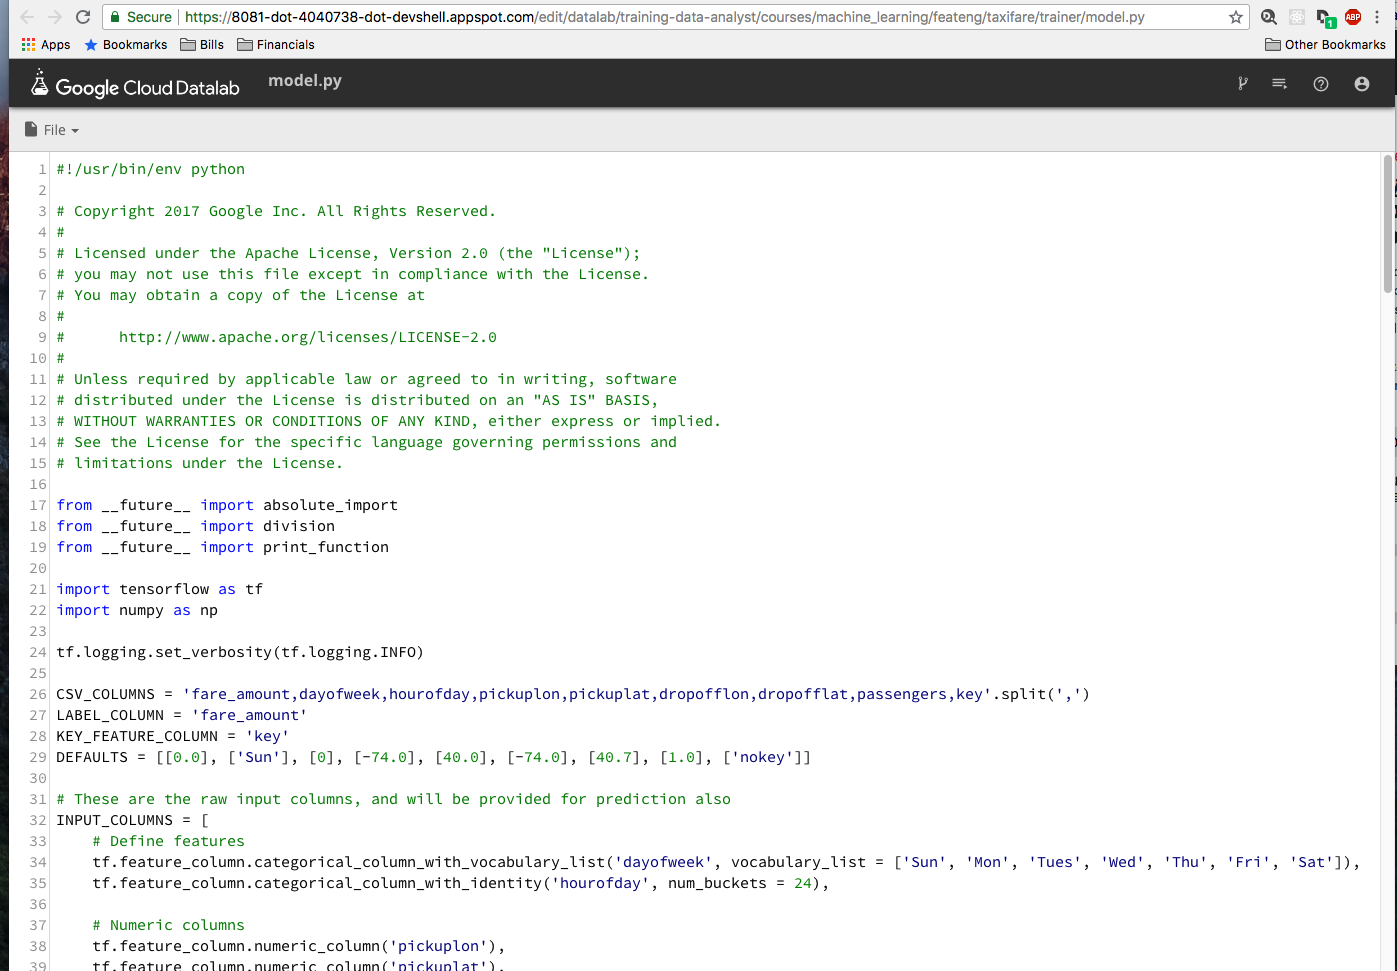 Secure https://8081-dot-4040738-dot-devshell.appspot.com/edit/datalab/training-data-analyst/courses/machine_learning/feateng/taxifare/trainer/model.py
1
ABP
Apps Bookmarks Bills Financials Other Bookmarks
Google Cloud Datalab model.py
File
1 #!/usr/bin/env python
2
3 # Copyright 2017 Google Inc. All Rights Reserved.
4 #
5 # Licensed under the Apache License, Version 2.0 (the "License");
6 # you may not use this file except in compliance with the License.
7 # You may obtain a copy of the License at
8 #
9 #      http://www.apache.org/licenses/LICENSE-2.0
10 #
11 # Unless required by applicable law or agreed to in writing, software
12 # distributed under the License is distributed on an "AS IS" BASIS,
13 # WITHOUT WARRANTIES OR CONDITIONS OF ANY KIND, either express or implied.
14 # See the License for the specific language governing permissions and
15 # limitations under the License.
16
17 from __future__ import absolute_import
18 from __future__ import division
19 from __future__ import print_function
20
21 import tensorflow as tf
22 import numpy as np
23
24 tf.logging.set_verbosity(tf.logging.INFO)
25
26 CSV_COLUMNS = 'fare_amount,dayofweek,hourofday,pickuplon,pickuplat,dropofflon,dropofflat,passengers,key'.split(',')
27 LABEL_COLUMN = 'fare_amount'
28 KEY_FEATURE_COLUMN = 'key'
29 DEFAULTS = [[0.0], ['Sun'], [0], [-74.0], [40.0], [-74.0], [40.7], [1.0], ['nokey']]
30
31 # These are the raw input columns, and will be provided for prediction also
32 INPUT_COLUMNS = [
33     # Define features
34     tf.feature_column.categorical_column_with_vocabulary_list('dayofweek', vocabulary_list = ['Sun', 'Mon', 'Tues', 'Wed', 'Thu', 'Fri', 'Sat']),
35     tf.feature_column.categorical_column_with_identity('hourofday', num_buckets = 24),
36
37     # Numeric columns
38     tf.feature_column.numeric_column('pickuplon'),
39     tf.feature_column.numeric_column('pickuplat'),